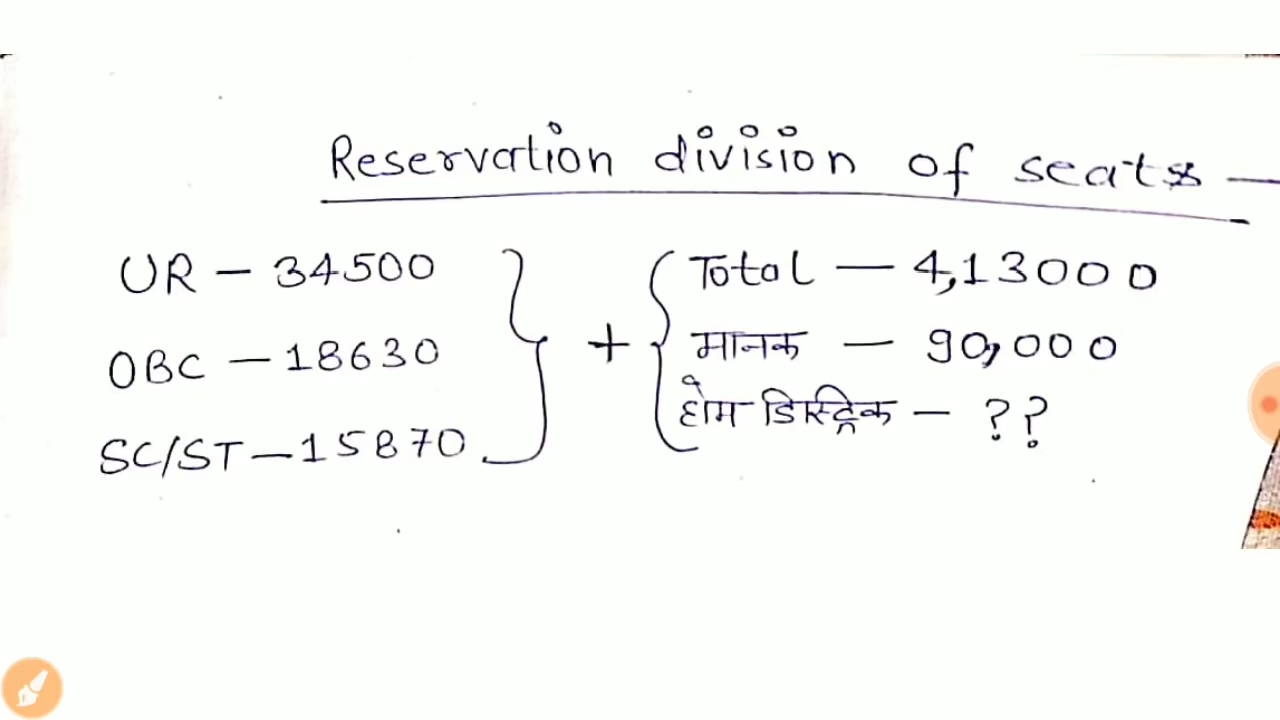 Reservation division of seats —
UR — 34500
OBC — 18630
SC/ST — 15870
+
Total — 4,13000
मानक — 90,000
होम डिस्ट्रिक — ??